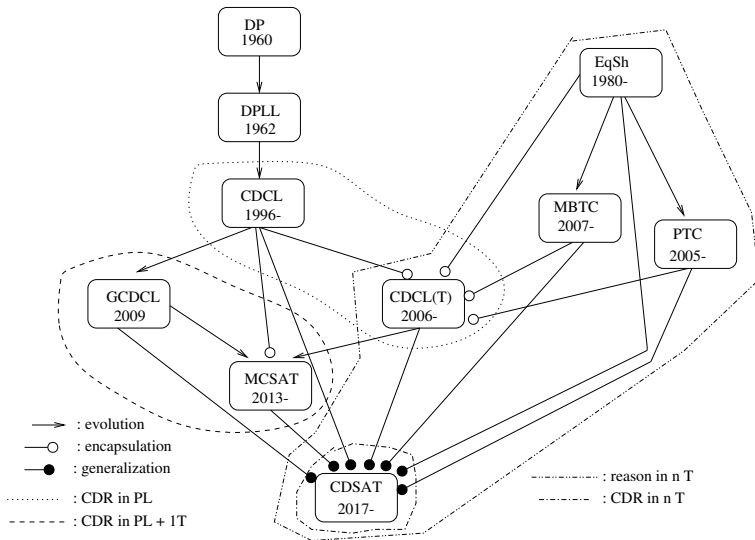 DP
1960
DPLL
1962
CDCL
1996-
EqSh
1980-
MBTC
2007-
PTC
2005-
GCDCL
2009
CDCL(T)
2006-
MCSAT
2013-
CDSAT
2017-
: evolution
: encapsulation
: generalization
: CDR in PL
: CDR in PL + 1T
: reason in n T
: CDR in n T